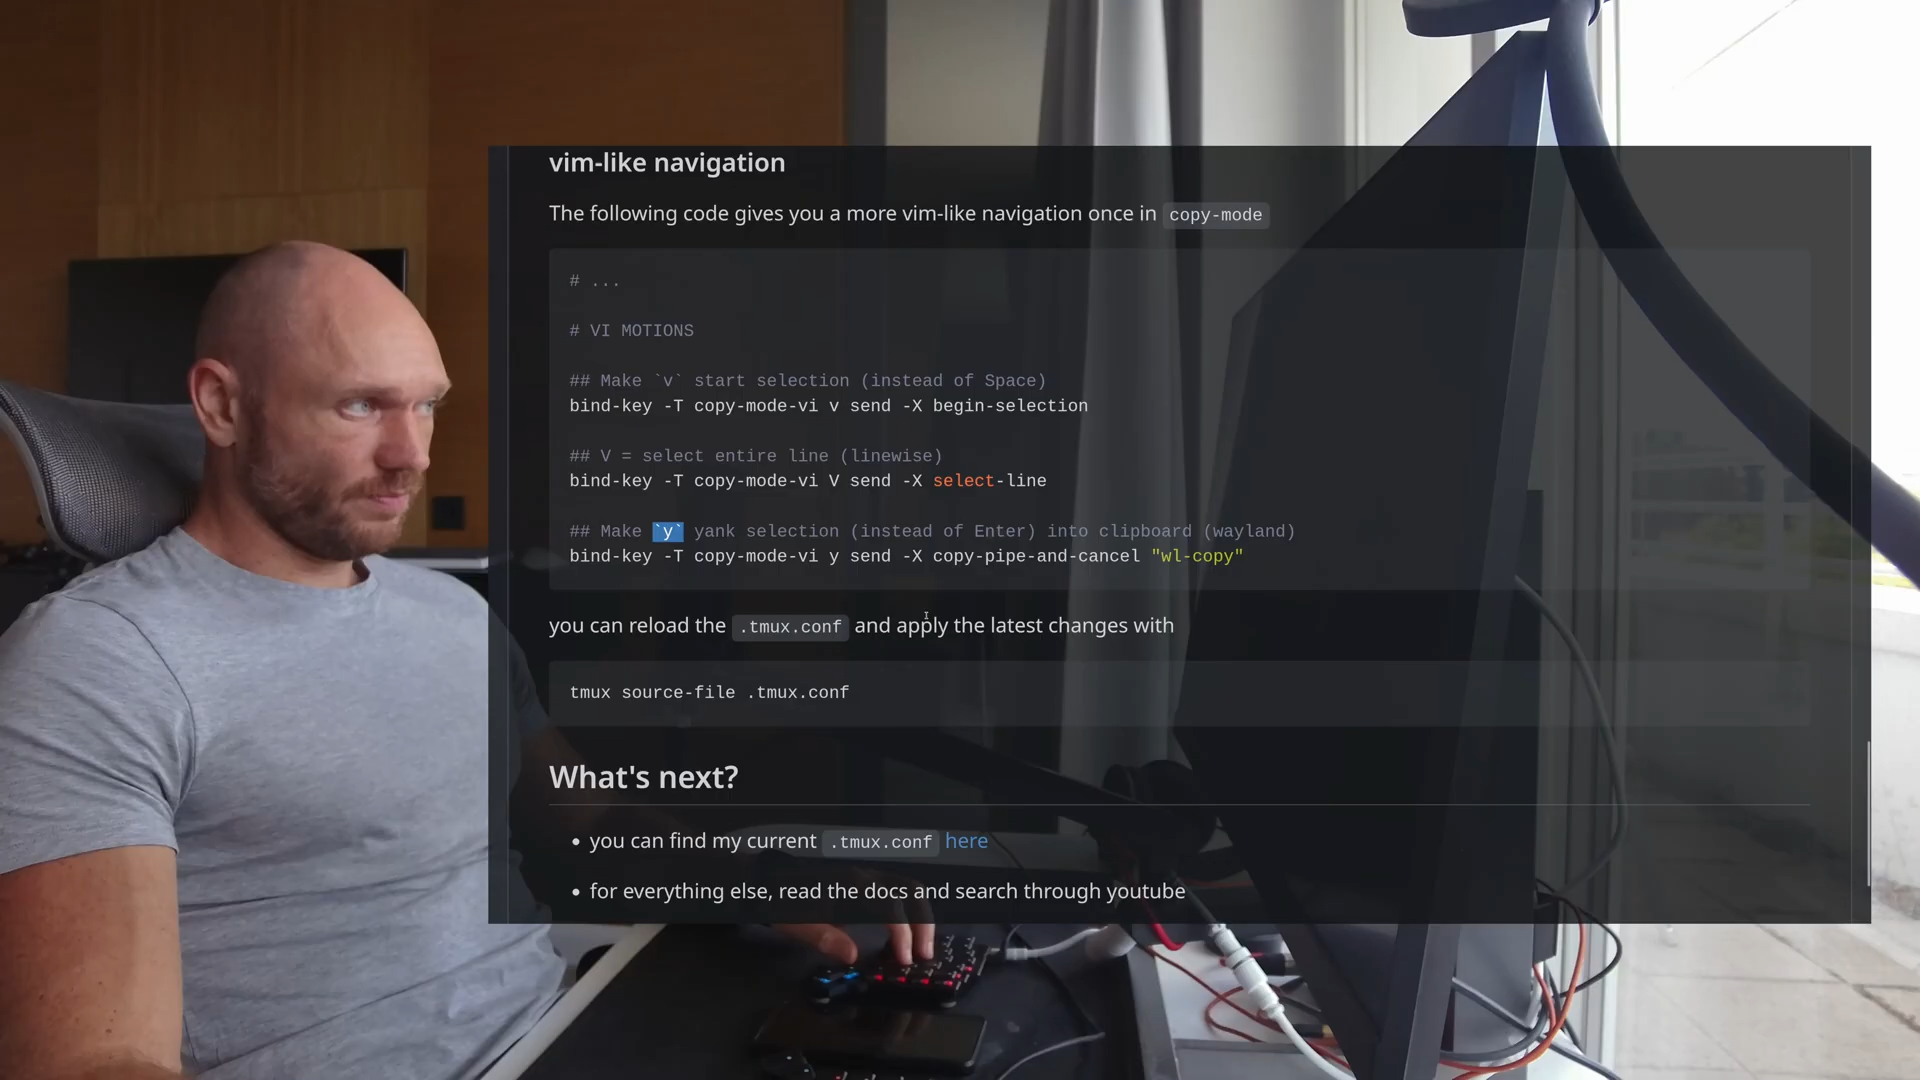 vim-like navigation
The following code gives you a more vim-like navigation once in copy-mode
# ...
# VI MOTIONS
## Make `v` start selection (instead of Space)
bind-key -T copy-mode-vi v send -X begin-selection
## V = select entire line (linewise)
bind-key -T copy-mode-vi V send -X select-line
## Make `y` yank selection (instead of Enter) into clipboard (wayland)
bind-key -T copy-mode-vi y send -X copy-pipe-and-cancel "wl-copy"
you can reload the .tmux.conf and apply the latest changes with
tmux source-file .tmux.conf
What's next?
• you can find my current .tmux.conf here
• for everything else, read the docs and search through youtube